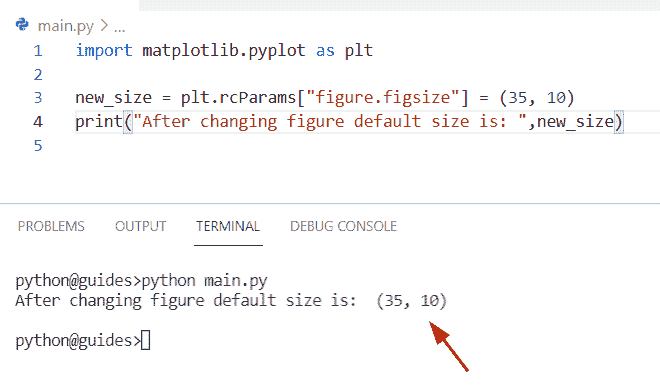 main.py > ...
1 import matplotlib.pyplot as plt
2
3 new_size = plt.rcParams["figure.figsize"] = (35, 10)
4 print("After changing figure default size is: ",new_size)
5
PROBLEMS OUTPUT TERMINAL DEBUG CONSOLE
python@guides>python main.py
After changing figure default size is:  (35, 10)
python@guides>